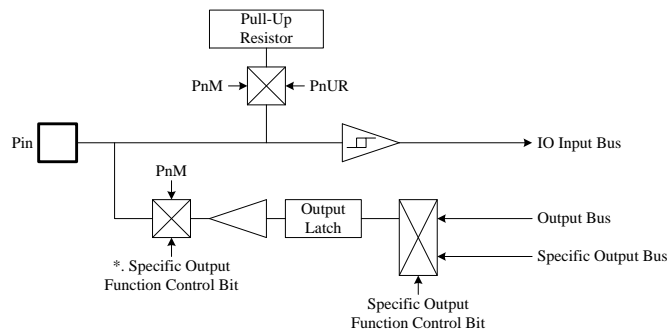 Pull-Up
Resistor
PnM
PnUR
Pin
IO Input Bus
PnM
Output
Latch
Output Bus
Specific Output Bus
*. Specific Output
Function Control Bit
Specific Output
Function Control Bit